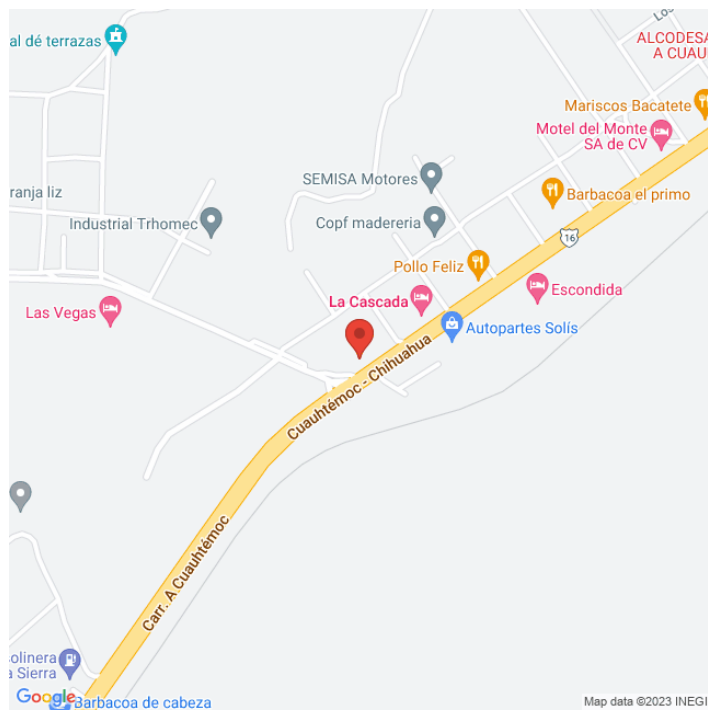 Los
ALCODESA
A CUAU
al dé terrazas
Mariscos Bacatete
Motel del Monte
SA de CV
SEMISA Motores
ranja liz
Barbacoa el primo
Industrial Trhomec
Copf madereria
16
Pollo Feliz
Escondida
La Cascada
Las Vegas
Autopartes Solís
Cuauhtémoc - Chihuahua
Carr. A Cuauhtémoc
solinera
a Sierra
Google
Barbacoa de cabeza
Map data ©2023 INEGI